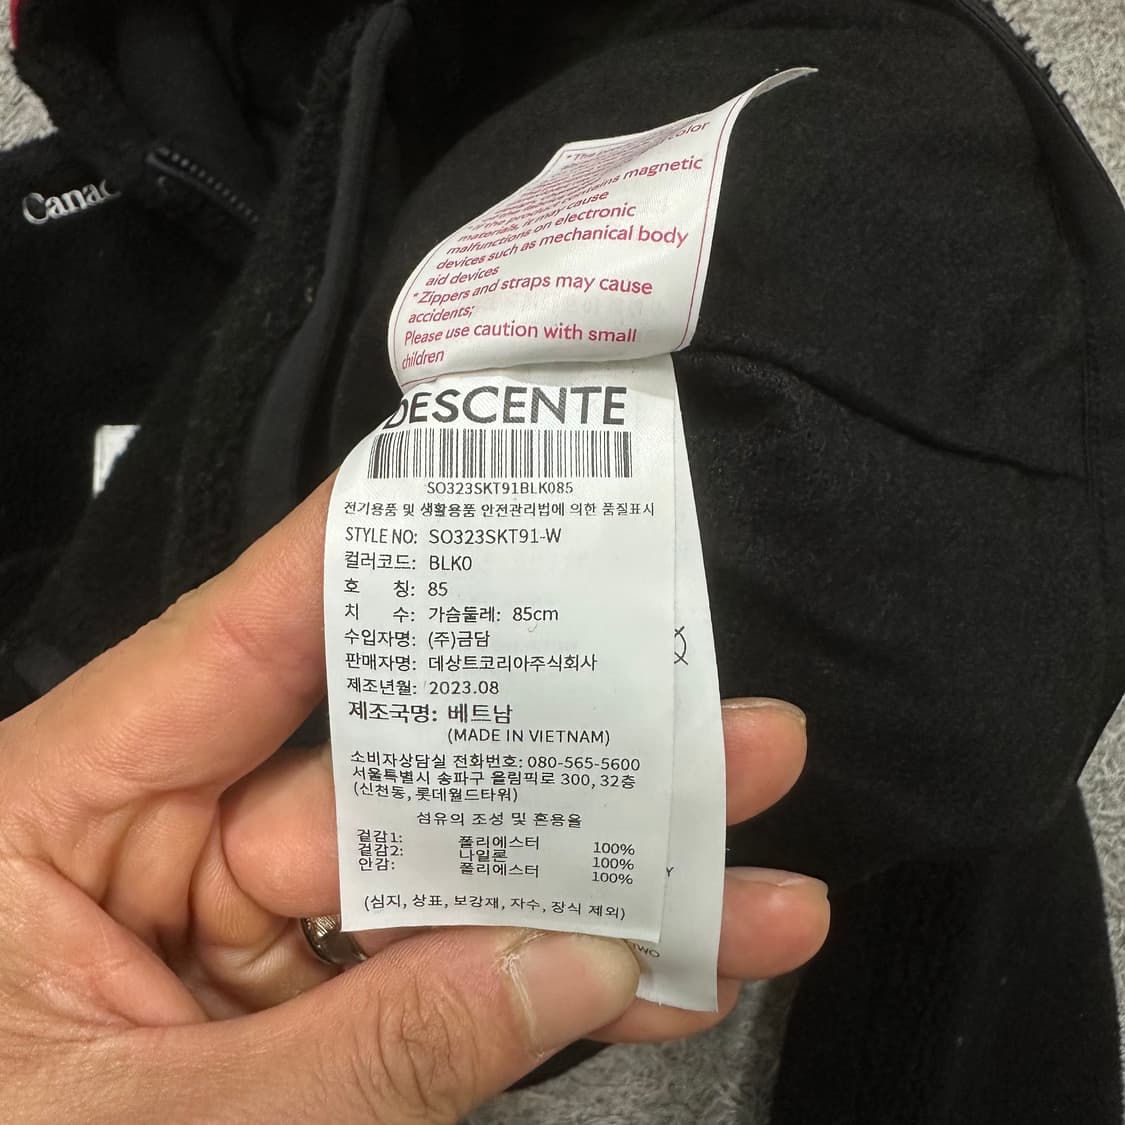 Canac
color
magnetic
if the product contains
materials, it may cause
malfunctions on electronic
devices such as mechanical body
aid devices
*Zippers and straps may cause
accidents;
Please use caution with small
children
DESCENTE
SO323SKT91BLK085
전기용품 및 생활용품 안전관리법에 의한 품질표시
STYLE NO: SO323SKT91-W
컬러코드: BLK0
호 칭: 85
치 수: 가슴둘레: 85cm
수입자명: (주)금담
판매자명: 데상트코리아주식회사
제조년월: 2023.08
제조국명: 베트남
(MADE IN VIETNAM)
소비자상담실 전화번호: 080-565-5600
서울특별시 송파구 올림픽로 300, 32층
(신천동, 롯데월드타워)
섬유의 조성 및 혼용율
겉감1: 폴리에스터 100%
겉감2: 나일론 100%
안감: 폴리에스터 100%
(심지, 상표, 보강재, 자수, 장식 제외)
Y
TWO